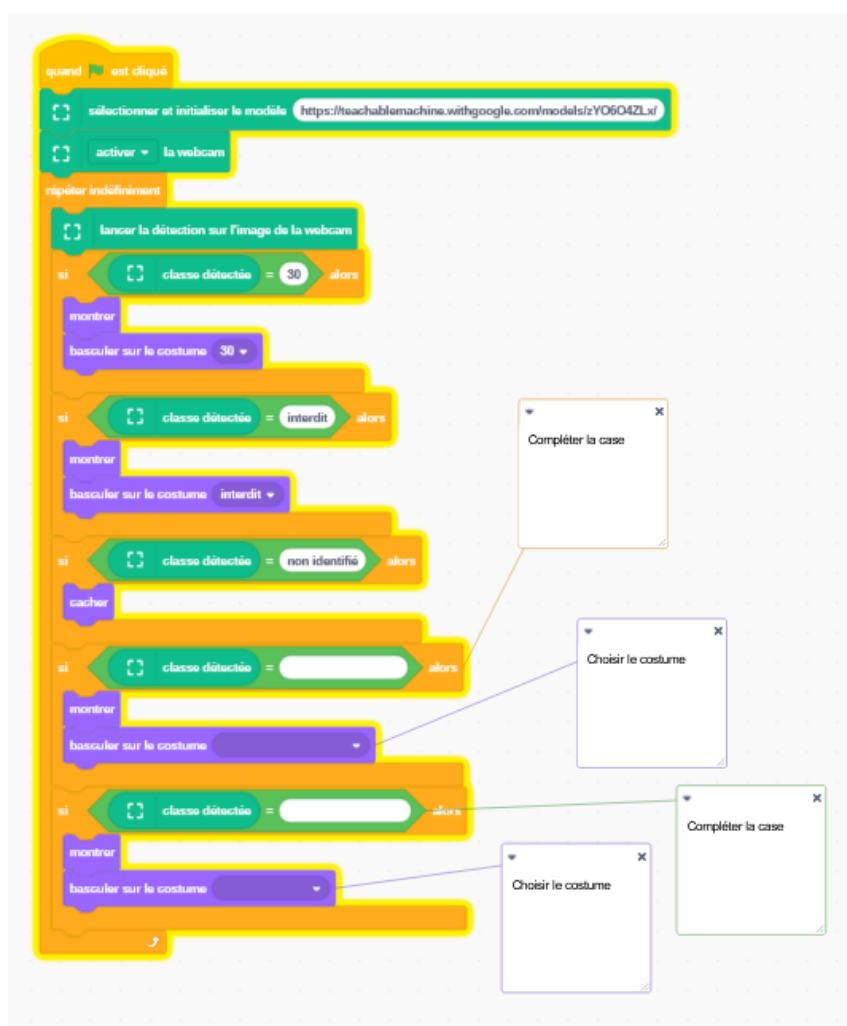 quand est cliqué
sélectionner et initialiser le modèle https://teachablemachine.withgoogle.com/models/zYO6O4ZLx/
activer la webcam
répéter indéfiniment
lancer la détection sur l'image de la webcam
si classe détectée = 30 alors
montrer
basculer sur le costume 30
si classe détectée = interdit alors
montrer
basculer sur le costume interdit
Compléter la case
si classe détectée = non identifié alors
cacher
si classe détectée = alors
Choisir le costume
montrer
basculer sur le costume
si classe détectée = alors
Compléter la case
montrer
basculer sur le costume
Choisir le costume